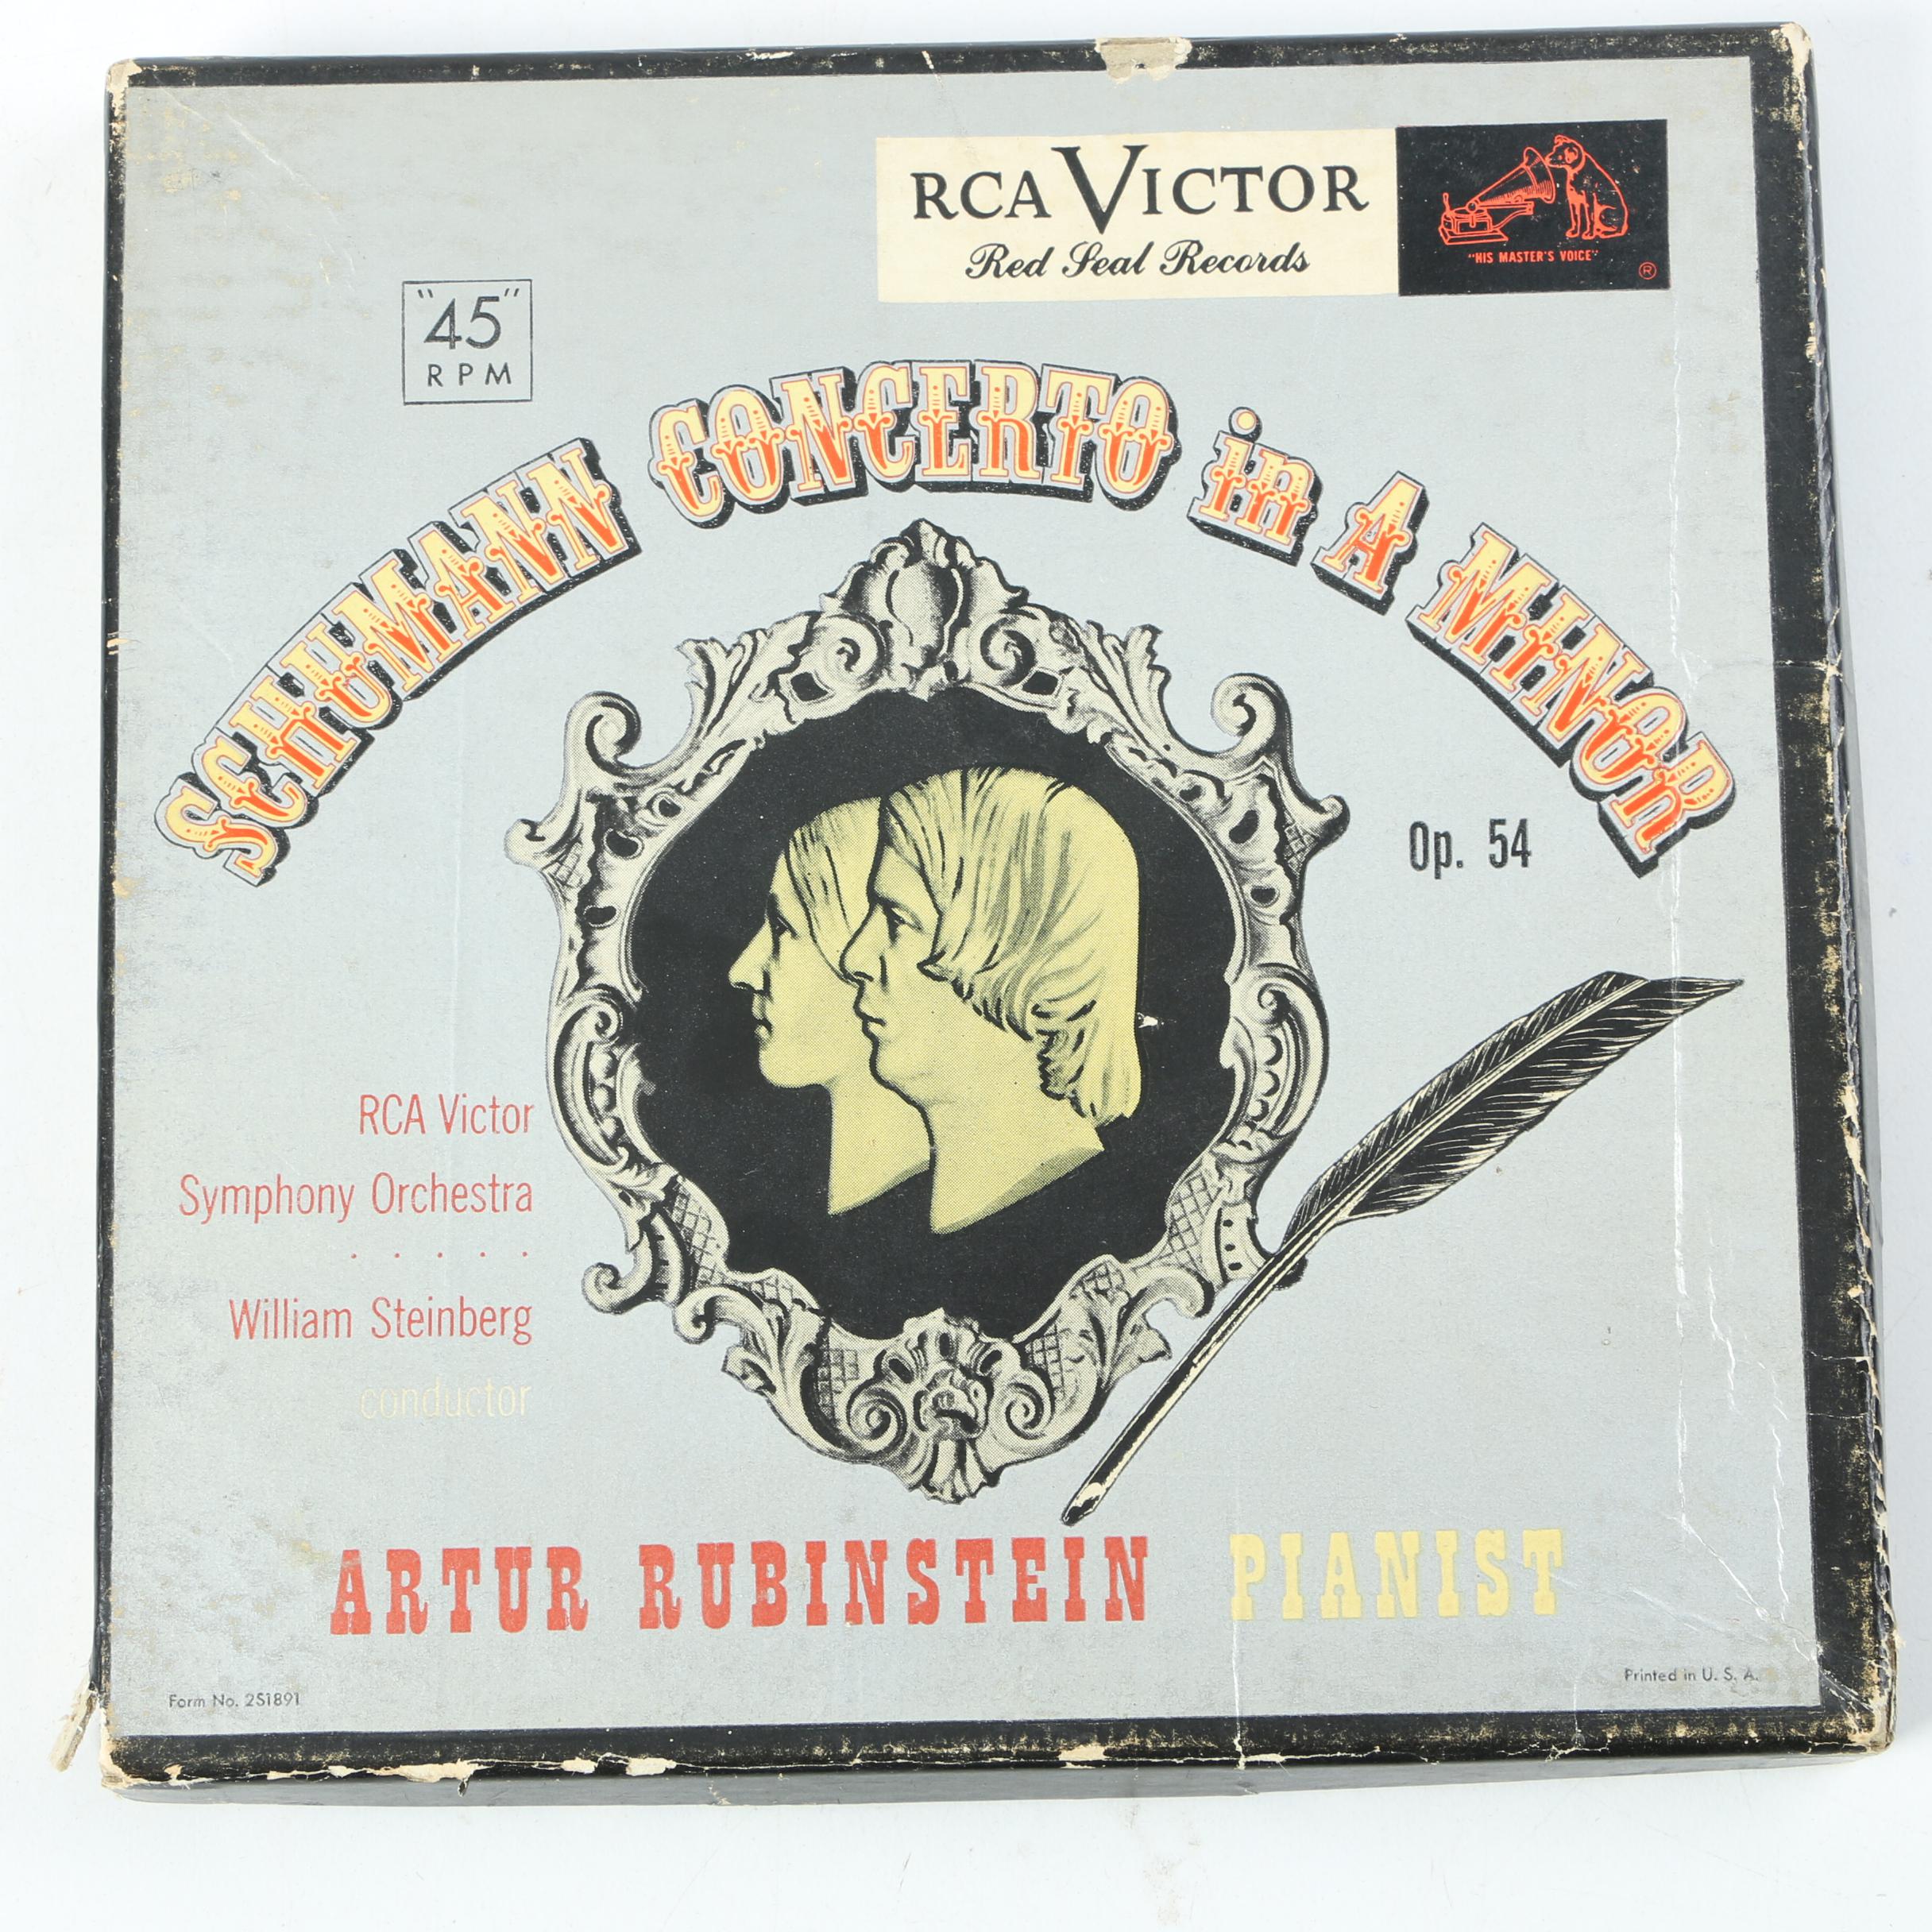 RCA VICTOR
Red Seal Records
"HIS MASTER'S VOICE"
®
"45"
RPM
SCHUMANN CONCERTO in A MINOR
Op. 54
RCA Victor
Symphony Orchestra
. . . . .
William Steinberg
conductor
ARTUR RUBINSTEIN PIANIST
Form No. 2S1891
Printed in U. S. A.